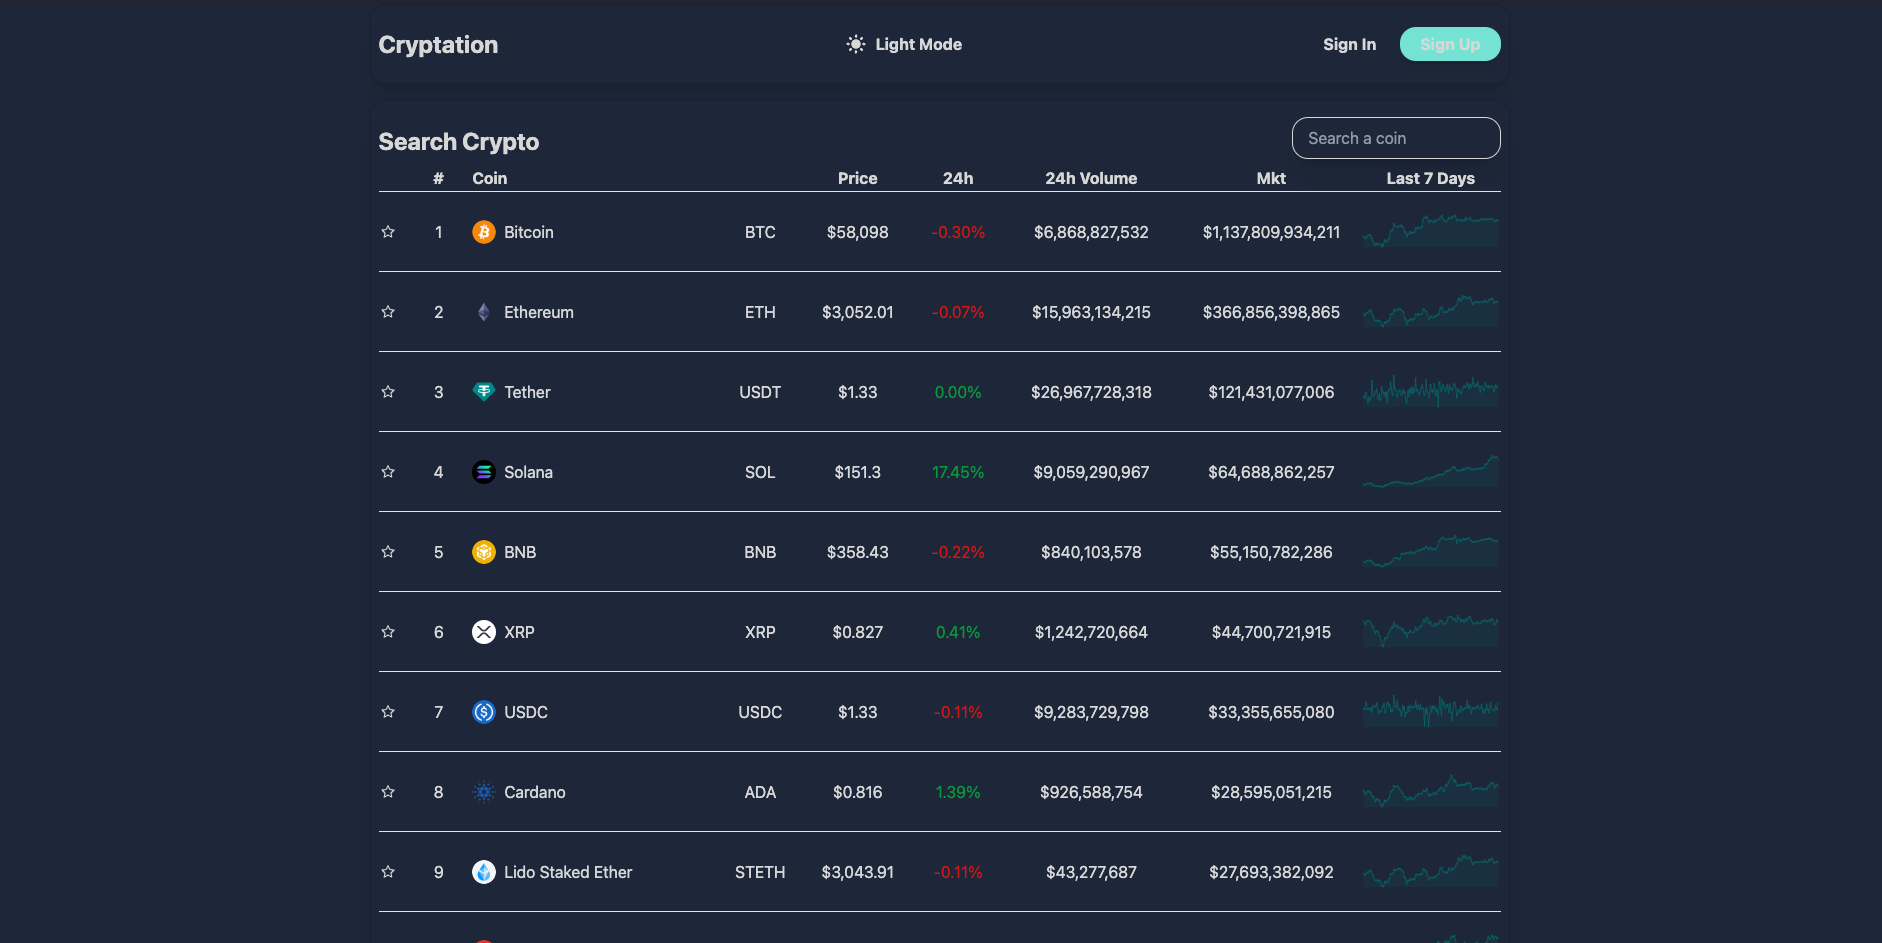 Cryptation Light Mode Sign In Sign Up
Search Crypto Search a coin
# Coin Price 24h 24h Volume Mkt Last 7 Days
1 Bitcoin BTC $58,098 -0.30% $6,868,827,532 $1,137,809,934,211
2 Ethereum ETH $3,052.01 -0.07% $15,963,134,215 $366,856,398,865
3 Tether USDT $1.33 0.00% $26,967,728,318 $121,431,077,006
4 Solana SOL $151.3 17.45% $9,059,290,967 $64,688,862,257
5 BNB BNB $358.43 -0.22% $840,103,578 $55,150,782,286
6 XRP XRP $0.827 0.41% $1,242,720,664 $44,700,721,915
7 USDC USDC $1.33 -0.11% $9,283,729,798 $33,355,655,080
8 Cardano ADA $0.816 1.39% $926,588,754 $28,595,051,215
9 Lido Staked Ether STETH $3,043.91 -0.11% $43,277,687 $27,693,382,092